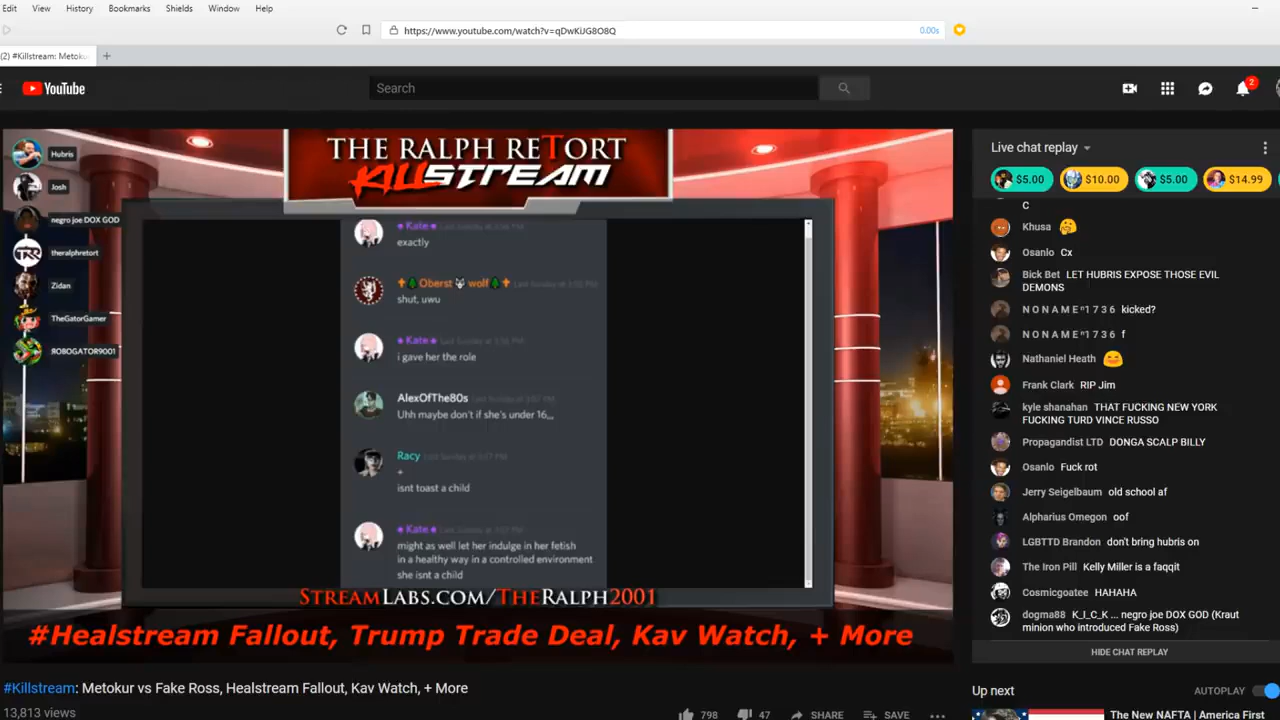 Edit View History Bookmarks Shields Window Help
https://www.youtube.com/watch?v=qDwKiJG8O8Q
0.00s
(2) #Killstream: Metoku
YouTube
Search
2
THE RALPH RETORT
KILLSTREAM
Hubris
Josh
negro joe DOX GOD
TRR
theralphretort
Zidan
TheGatorGamer
ROBOGATOR9001
Kate
exactly
Oberst wolf
shut, uwu
Kate
i gave her the role
AlexOfThe80s
Uhh maybe don't if she's under 16,,,
Racy
+
isnt toast a child
Kate
might as well let her indulge in her fetish
in a healthy way in a controlled environment
she isnt a child
STREAMLABS.COM/THERALPH2001
#Healstream Fallout, Trump Trade Deal, Kav Watch, + More
#Killstream: Metokur vs Fake Ross, Healstream Fallout, Kav Watch, + More
13,813 views
798
47
SHARE
SAVE
Live chat replay
$5.00 $10.00 $5.00 $14.99
C
Khusa
Osanlo Cx
Bick Bet LET HUBRIS EXPOSE THOSE EVIL
DEMONS
N O N A M E ⁿ 1 7 3 6 kicked?
N O N A M E ⁿ 1 7 3 6 f
Nathaniel Heath
Frank Clark RIP Jim
kyle shanahan THAT FUCKING NEW YORK
FUCKING TURD VINCE RUSSO
Propagandist LTD DONGA SCALP BILLY
Osanlo Fuck rot
Jerry Seigelbaum old school af
Alpharius Omegon oof
LGBTTD Brandon don't bring hubris on
The Iron Pill Kelly Miller is a faqqit
Cosmicgoatee HAHAHA
dogma88 K_I_C_K ... negro joe DOX GOD (Kraut
minion who introduced Fake Ross)
HIDE CHAT REPLAY
Up next
AUTOPLAY
The New NAFTA | America First